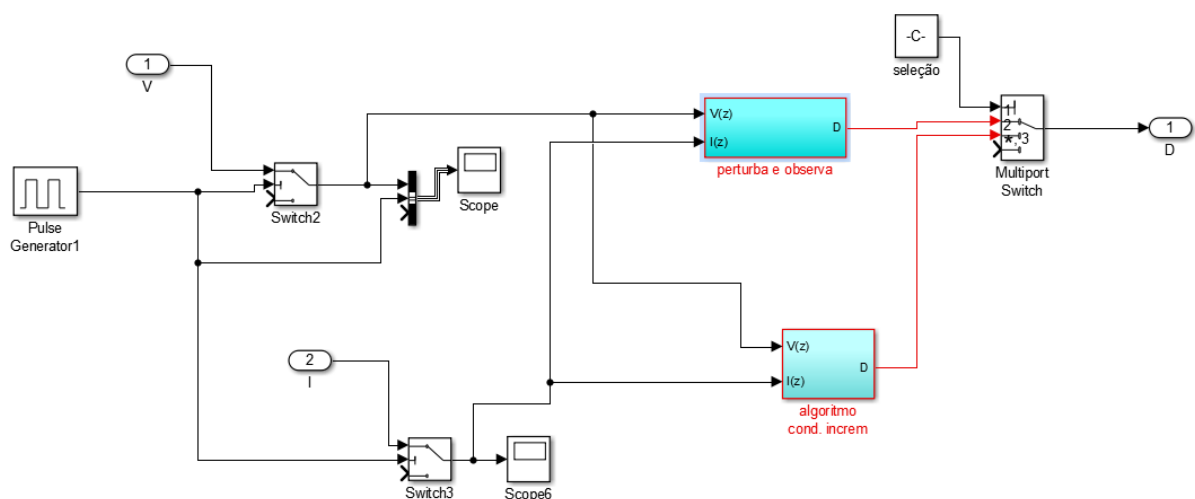 -C-
seleção
1
V
V(z)
I(z)
D
perturba e observa
1
2
*, 3
Multiport
Switch
1
D
Pulse
Generator1
Switch2
Scope
2
I
V(z)
I(z)
D
algoritmo
cond. increm
Switch3
Scope6